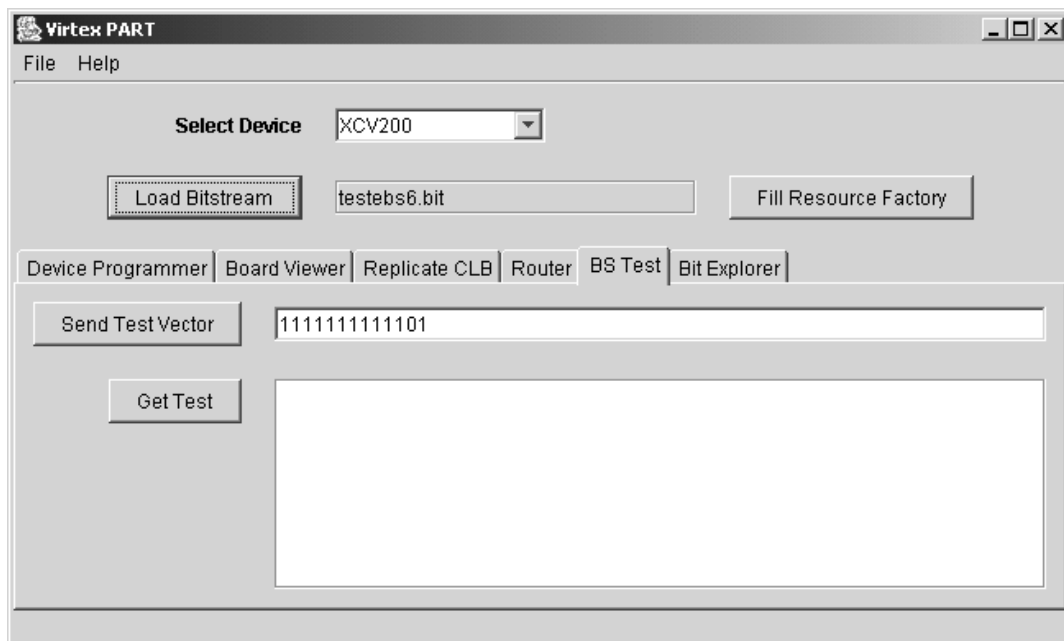 Virtex PART
File Help
Select Device XCV200
Load Bitstream testebs6.bit Fill Resource Factory
Device Programmer Board Viewer Replicate CLB Router BS Test Bit Explorer
Send Test Vector 1111111111101
Get Test